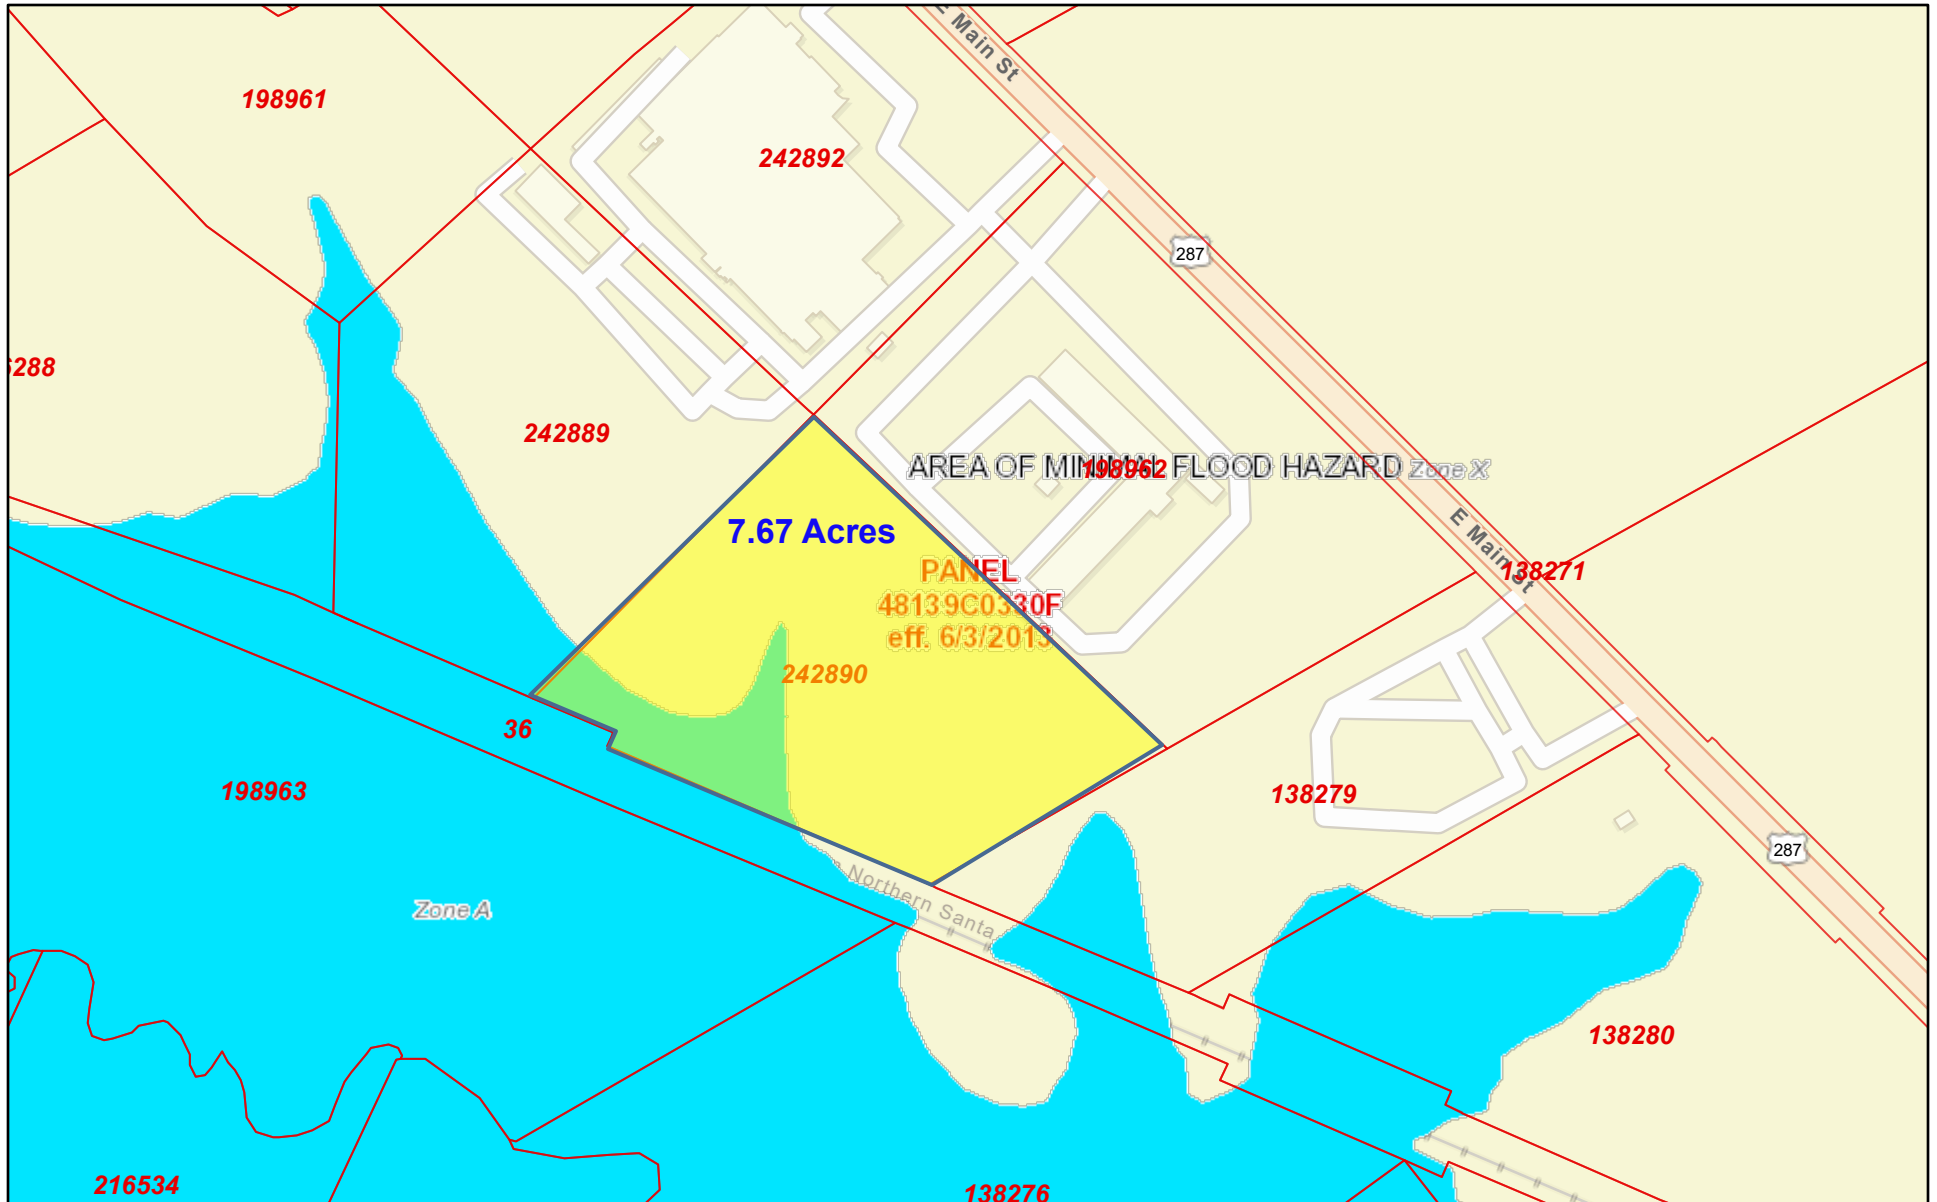 E Main St
198961
242892
287
288
242889
AREA OF MINIMAL FLOOD HAZARD Zone X
198962
7.67 Acres
E Main St
PANEL
48139C0330F
eff. 6/3/2013
138271
242890
36
198963
138279
287
Northern Santa
Zone A
138280
216534
138276